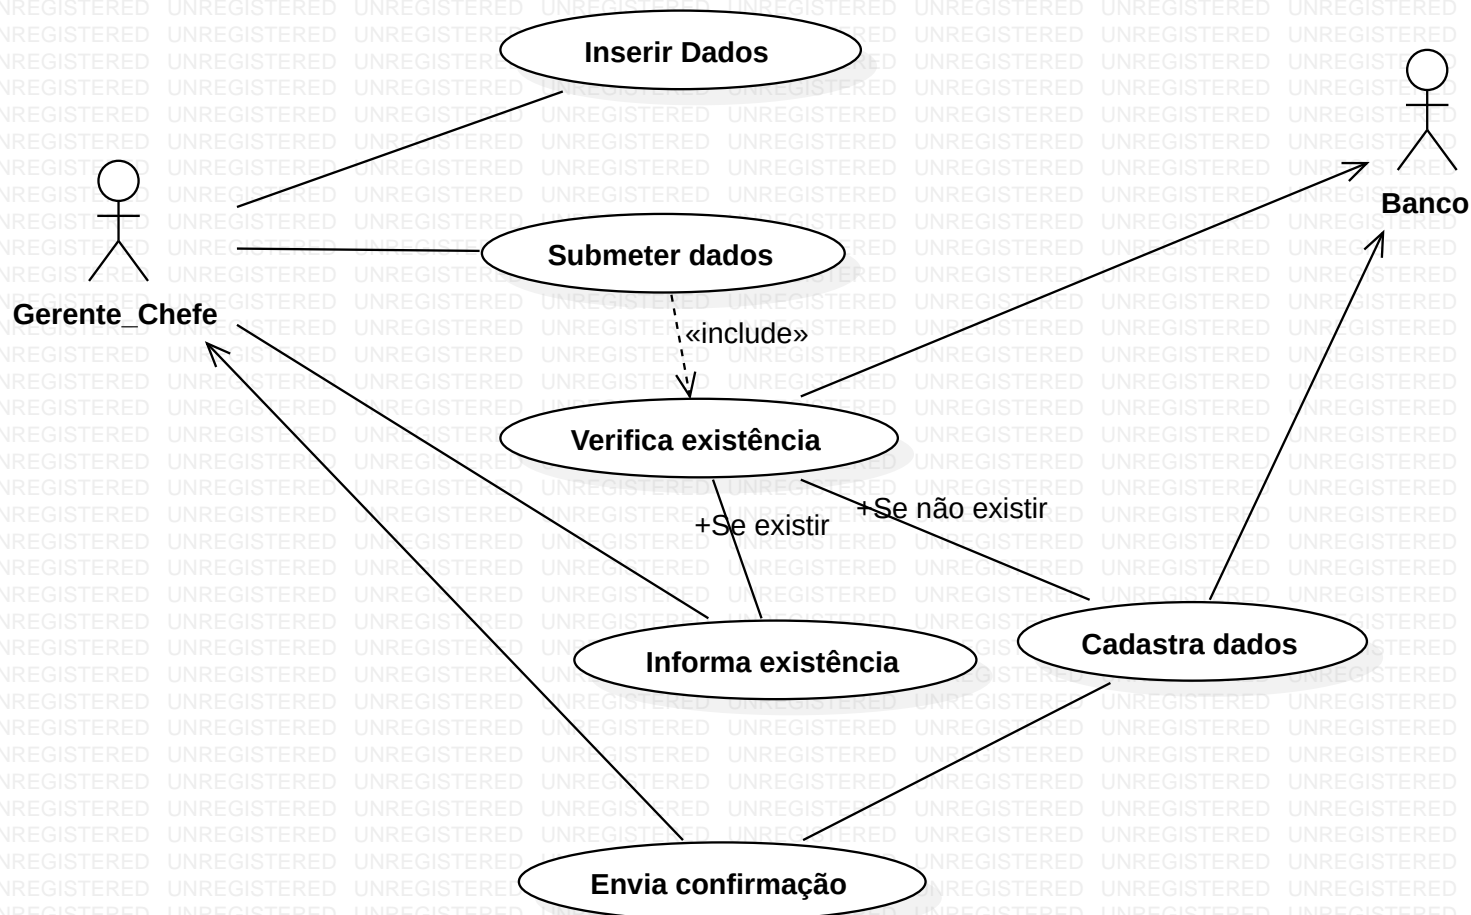 Inserir Dados
Banco
Submeter dados
Gerente_Chefe
«include»
Verifica existência
+Se não existir
+Se existir
Cadastra dados
Informa existência
Envia confirmação
UNREGISTERED